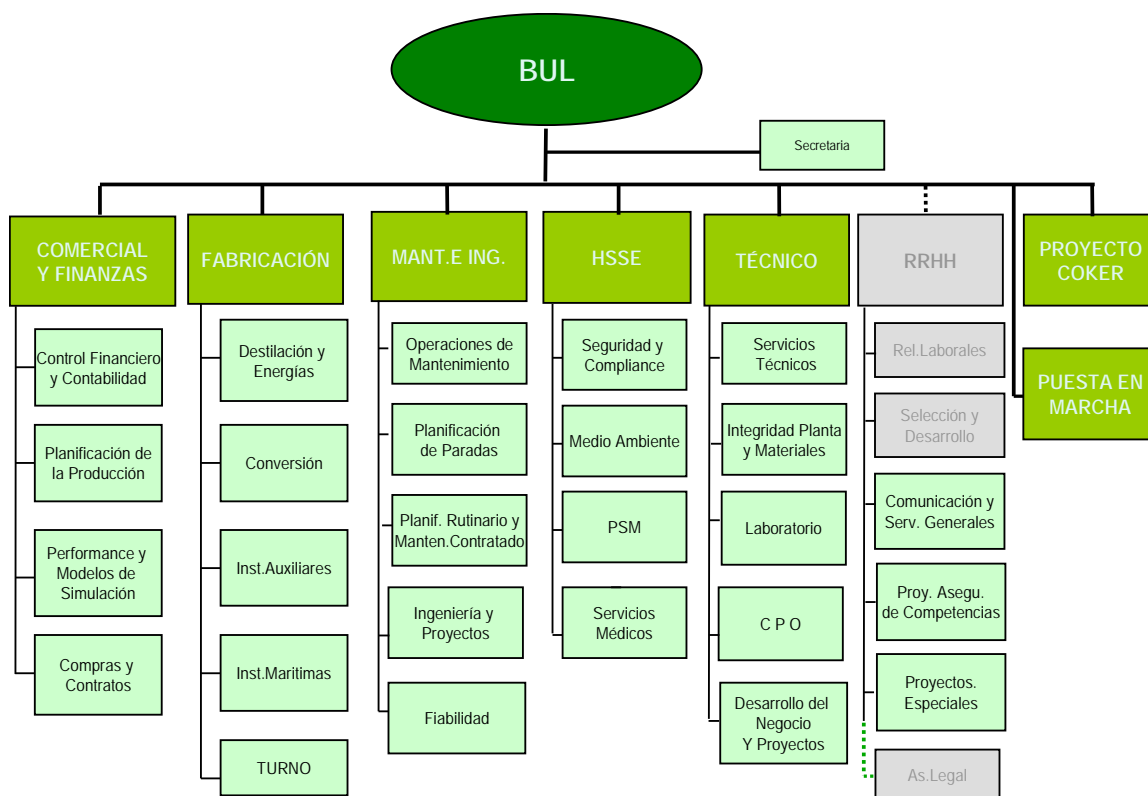 BUL
Secretaria
COMERCIAL
Y FINANZAS
FABRICACIÓN
MANT.E ING.
HSSE
TÉCNICO
RRHH
PROYECTO
COKER
PUESTA EN
MARCHA
Control Financiero
y Contabilidad
Planificación de
la Producción
Performance y
Modelos de
Simulación
Compras y
Contratos
Destilación y
Energías
Conversión
Inst.Auxiliares
Inst.Maritimas
TURNO
Operaciones de
Mantenimiento
Planificación
de Paradas
Planif. Rutinario y
Manten.Contratado
Ingeniería y
Proyectos
Fiabilidad
Seguridad y
Compliance
Medio Ambiente
PSM
Servicios
Médicos
Servicios
Técnicos
Integridad Planta
y Materiales
Laboratorio
C P O
Desarrollo del
Negocio
Y Proyectos
Rel.Laborales
Selección y
Desarrollo
Comunicación y
Serv. Generales
Proy. Asegu.
de Competencias
Proyectos.
Especiales
As.Legal